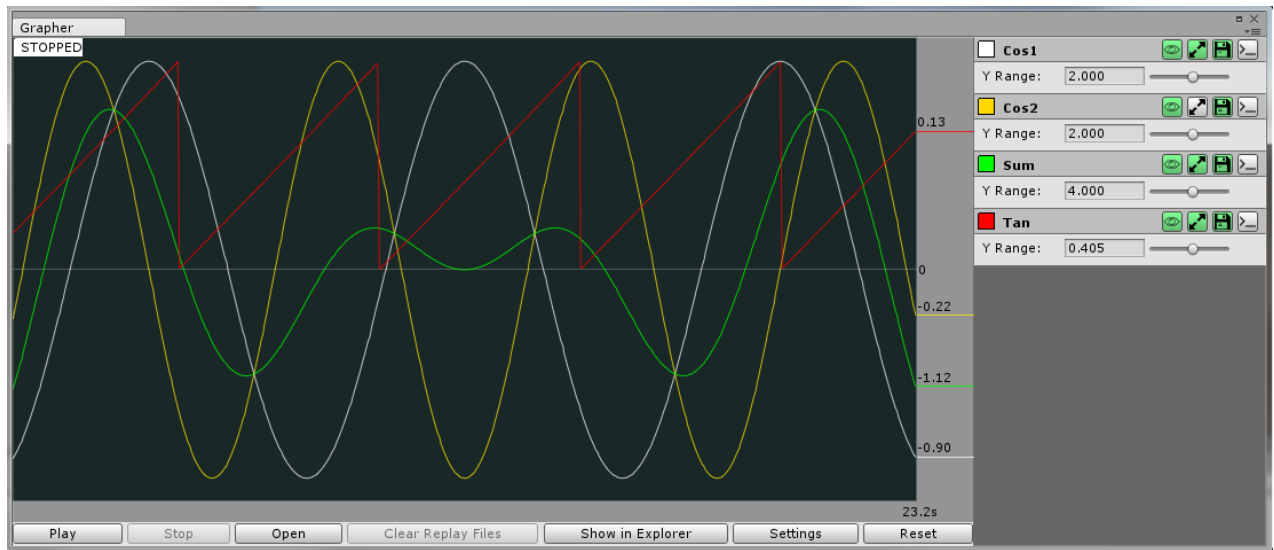 Grapher
STOPPED
0.13
0
-0.22
-1.12
-0.90
23.2s
Cos1
Y Range: 2.000
Cos2
Y Range: 2.000
Sum
Y Range: 4.000
Tan
Y Range: 0.405
Play Stop Open Clear Replay Files Show in Explorer Settings Reset